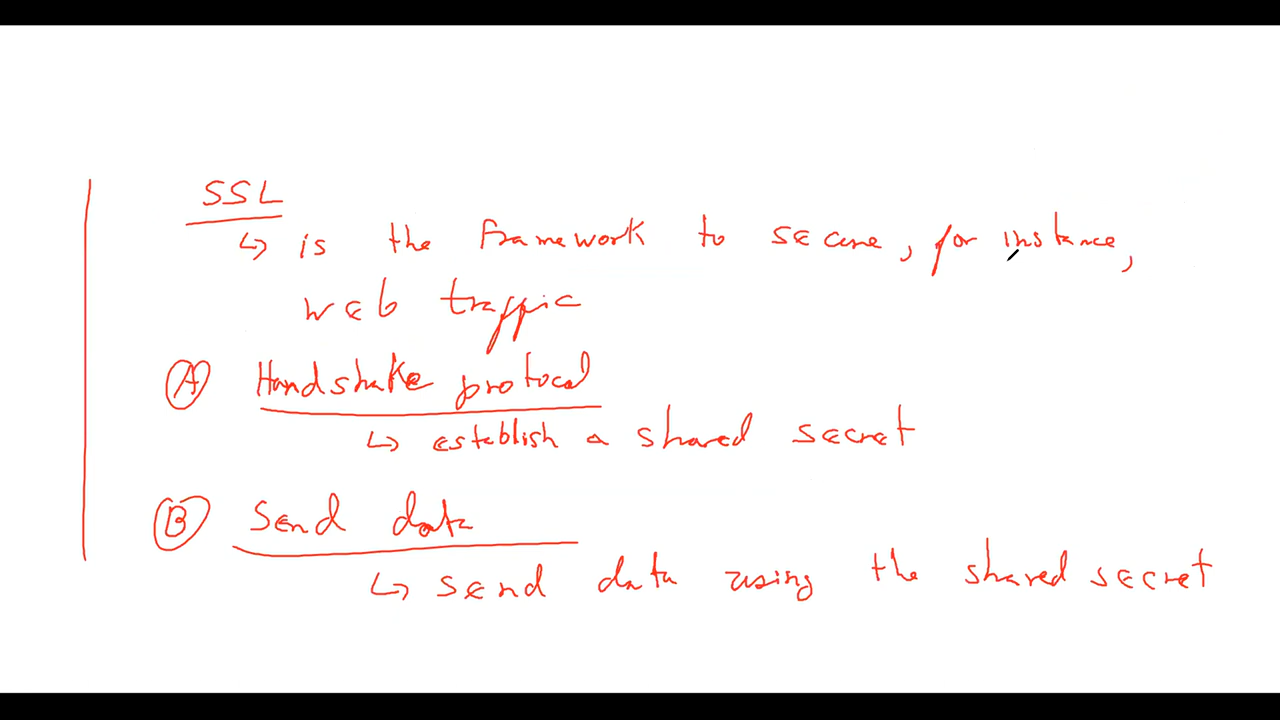 SSL
↳ is the framework to secure, for instance,
web traffic
Ⓐ Handshake protocol
↳ establish a shared secret
Ⓑ Send data
↳ send data using the shared secret